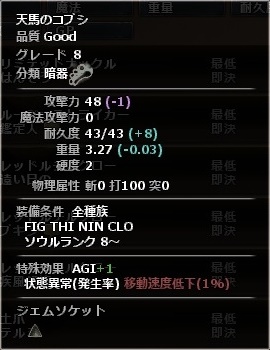 天馬のコブシ
品質 Good
グレード 8
分類 暗器
攻撃力 48 (-1)
魔法攻撃力 0
耐久度 43/43 (+8)
重量 3.27 (-0.03)
硬度 2
物理属性 斬0 打100 突0
装備条件 全種族
FIG THI NIN CLO
ソウルランク 8～
特殊効果 AGI+1
状態異常(発生率) 移動速度低下(1%)
ジェムソケット